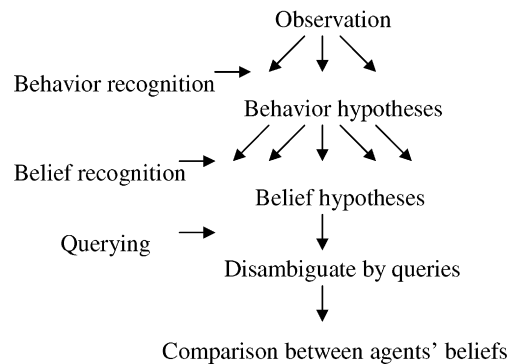 Observation
Behavior recognition
Behavior hypotheses
Belief recognition
Belief hypotheses
Querying
Disambiguate by queries
Comparison between agents' beliefs